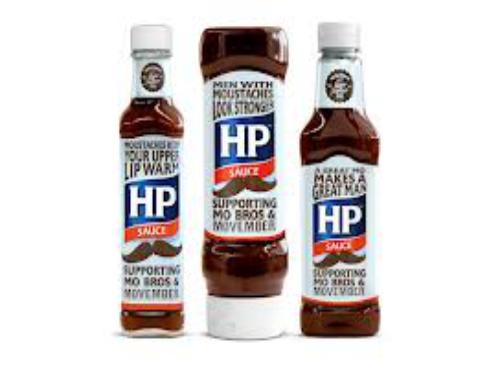 MOUSTACHES KEEP
YOUR UPPER
LIP WARM
HP
SAUCE
SUPPORTING
MO BROS &
MOVEMBER
MEN WITH
MOUSTACHES
LOOK STRONGER
HP
SAUCE
SUPPORTING
MO BROS &
MOVEMBER
A GREAT MO
MAKES A
GREAT MAN
HP
SAUCE
SUPPORTING
MO BROS &
MOVEMBER